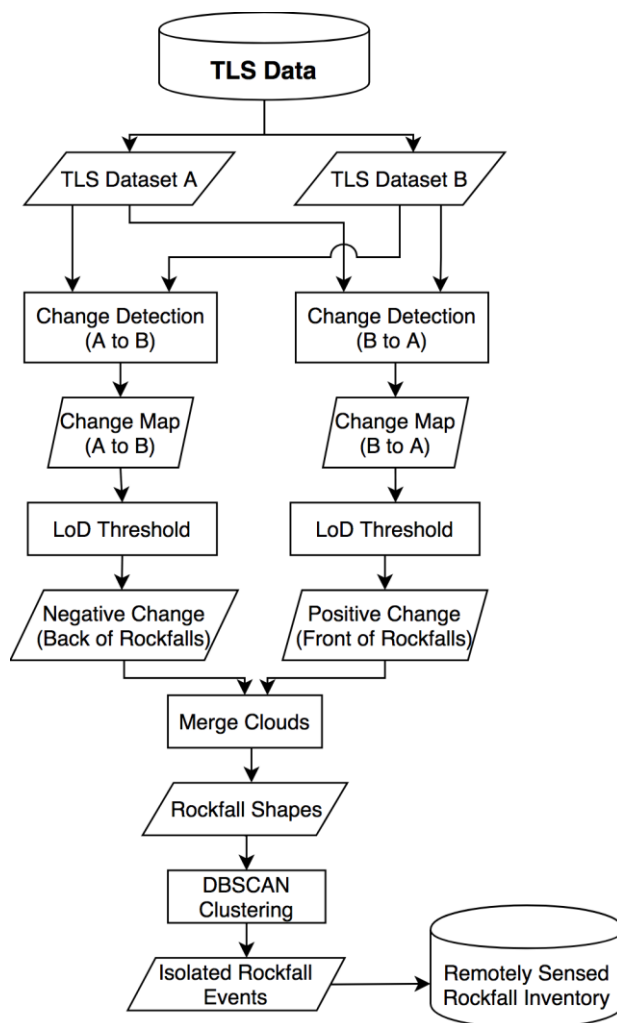 TLS Data
TLS Dataset A
TLS Dataset B
Change Detection
(A to B)
Change Detection
(B to A)
Change Map
(A to B)
Change Map
(B to A)
LoD Threshold
LoD Threshold
Negative Change
(Back of Rockfalls)
Positive Change
(Front of Rockfalls)
Merge Clouds
Rockfall Shapes
DBSCAN
Clustering
Isolated Rockfall
Events
Remotely Sensed
Rockfall Inventory